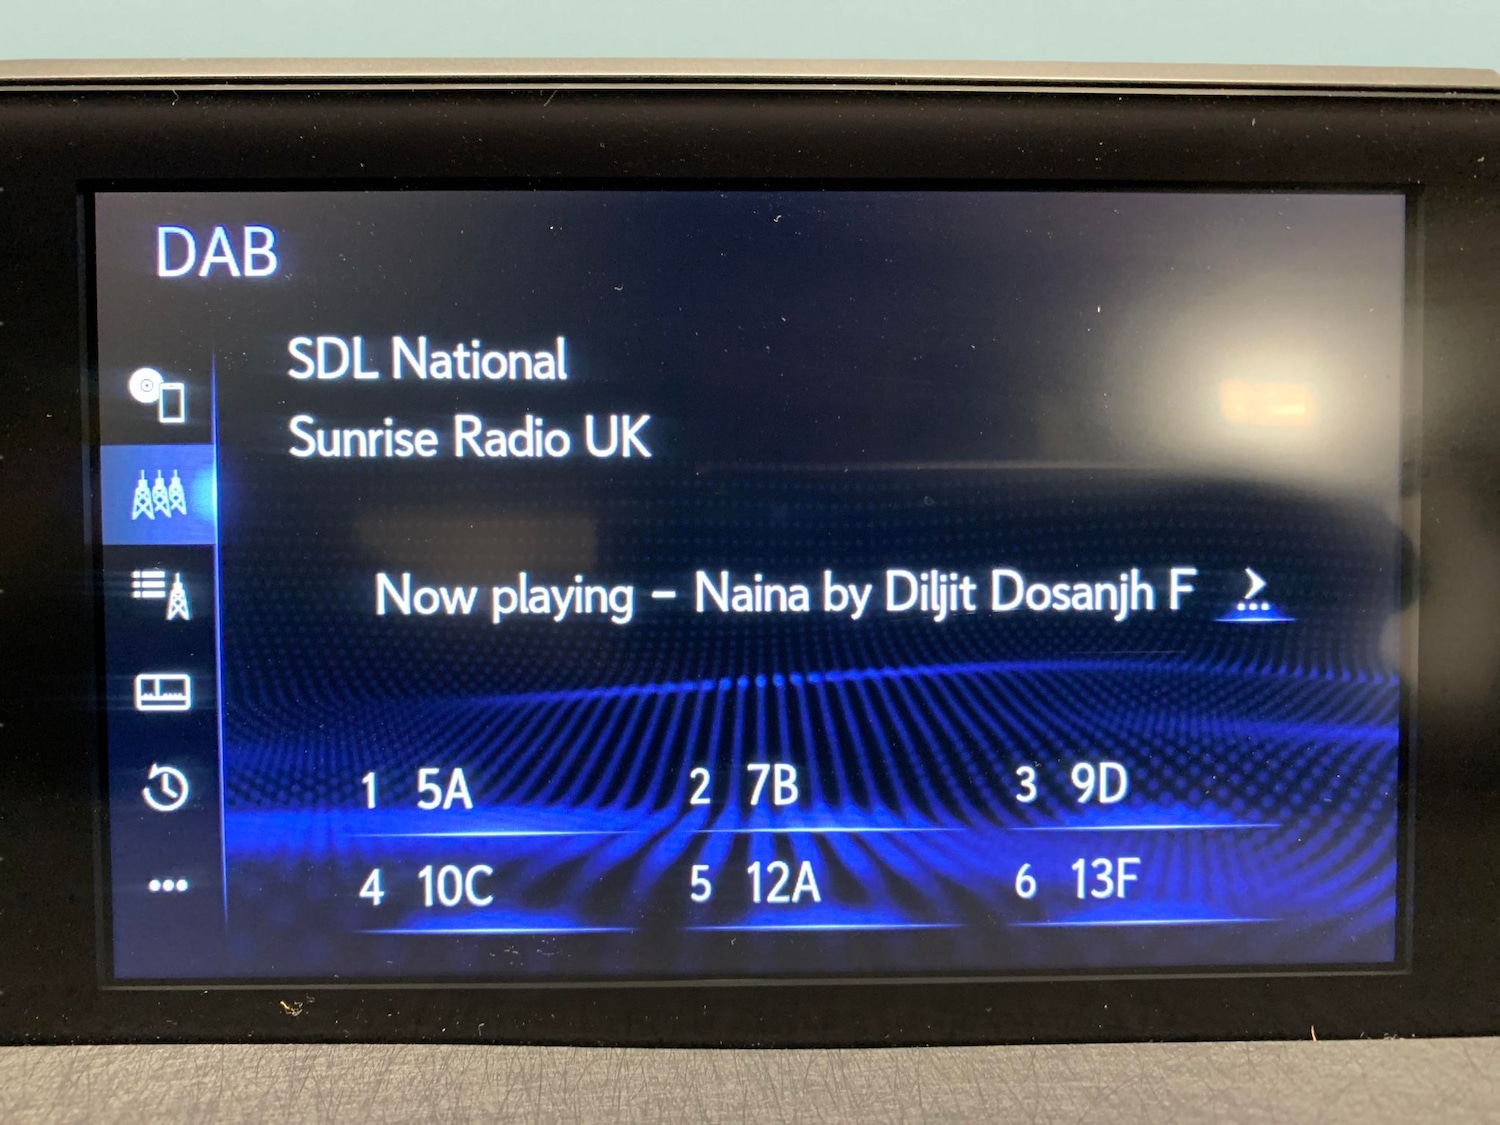 DAB
SDL National
Sunrise Radio UK
Now playing – Naina by Diljit Dosanjh F
1 5A 2 7B 3 9D
4 10C 5 12A 6 13F